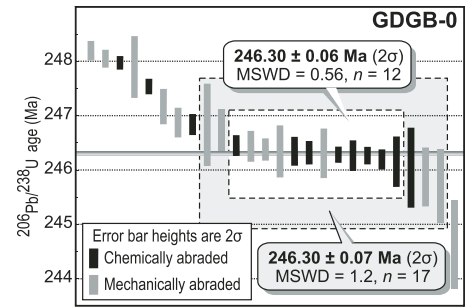 GDGB-0
246.30 ± 0.06 Ma (2σ)
MSWD = 0.56, n = 12
248
247
246
245
244
206Pb/238U age (Ma)
Error bar heights are 2σ
Chemically abraded
Mechanically abraded
246.30 ± 0.07 Ma (2σ)
MSWD = 1.2, n = 17